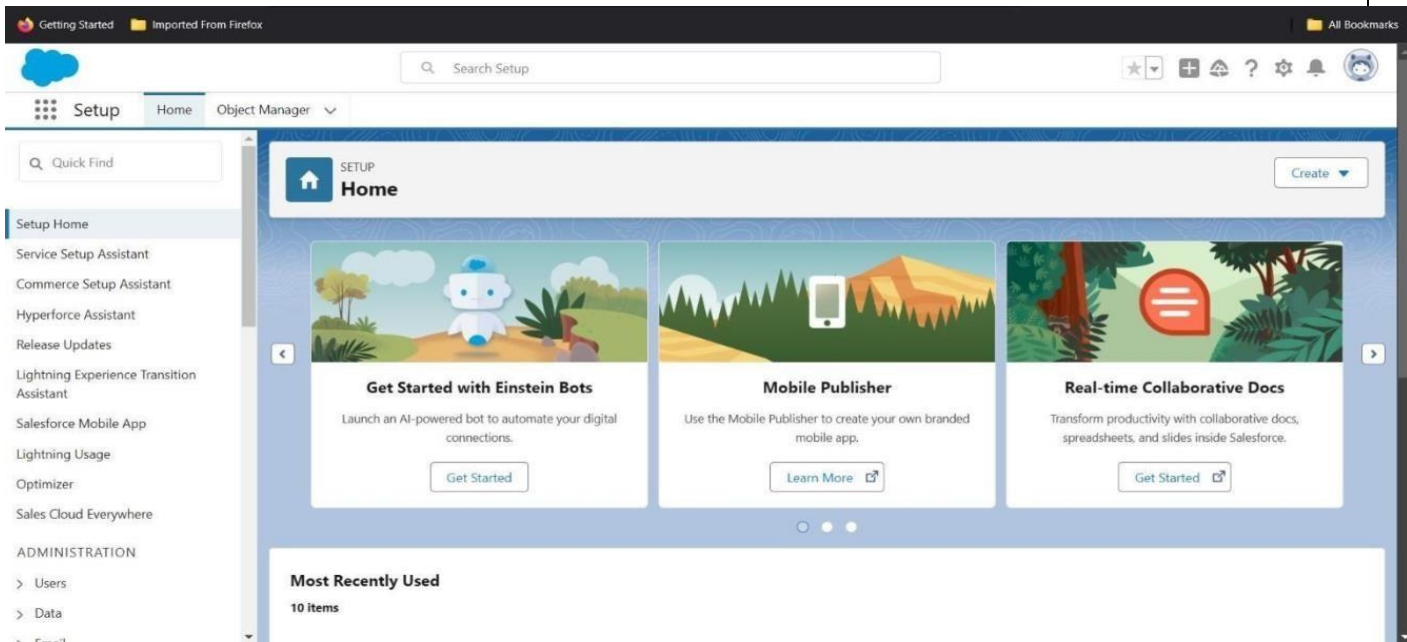 Getting Started
Imported From Firefox
All Bookmarks
Search Setup
Setup
Home
Object Manager
Quick Find
Setup Home
Service Setup Assistant
Commerce Setup Assistant
Hyperforce Assistant
Release Updates
Lightning Experience Transition
Assistant
Salesforce Mobile App
Lightning Usage
Optimizer
Sales Cloud Everywhere
ADMINISTRATION
Users
Data
Email
SETUP
Home
Create
Get Started with Einstein Bots
Launch an AI-powered bot to automate your digital
connections.
Get Started
Mobile Publisher
Use the Mobile Publisher to create your own branded
mobile app.
Learn More
Real-time Collaborative Docs
Transform productivity with collaborative docs,
spreadsheets, and slides inside Salesforce.
Get Started
Most Recently Used
10 items